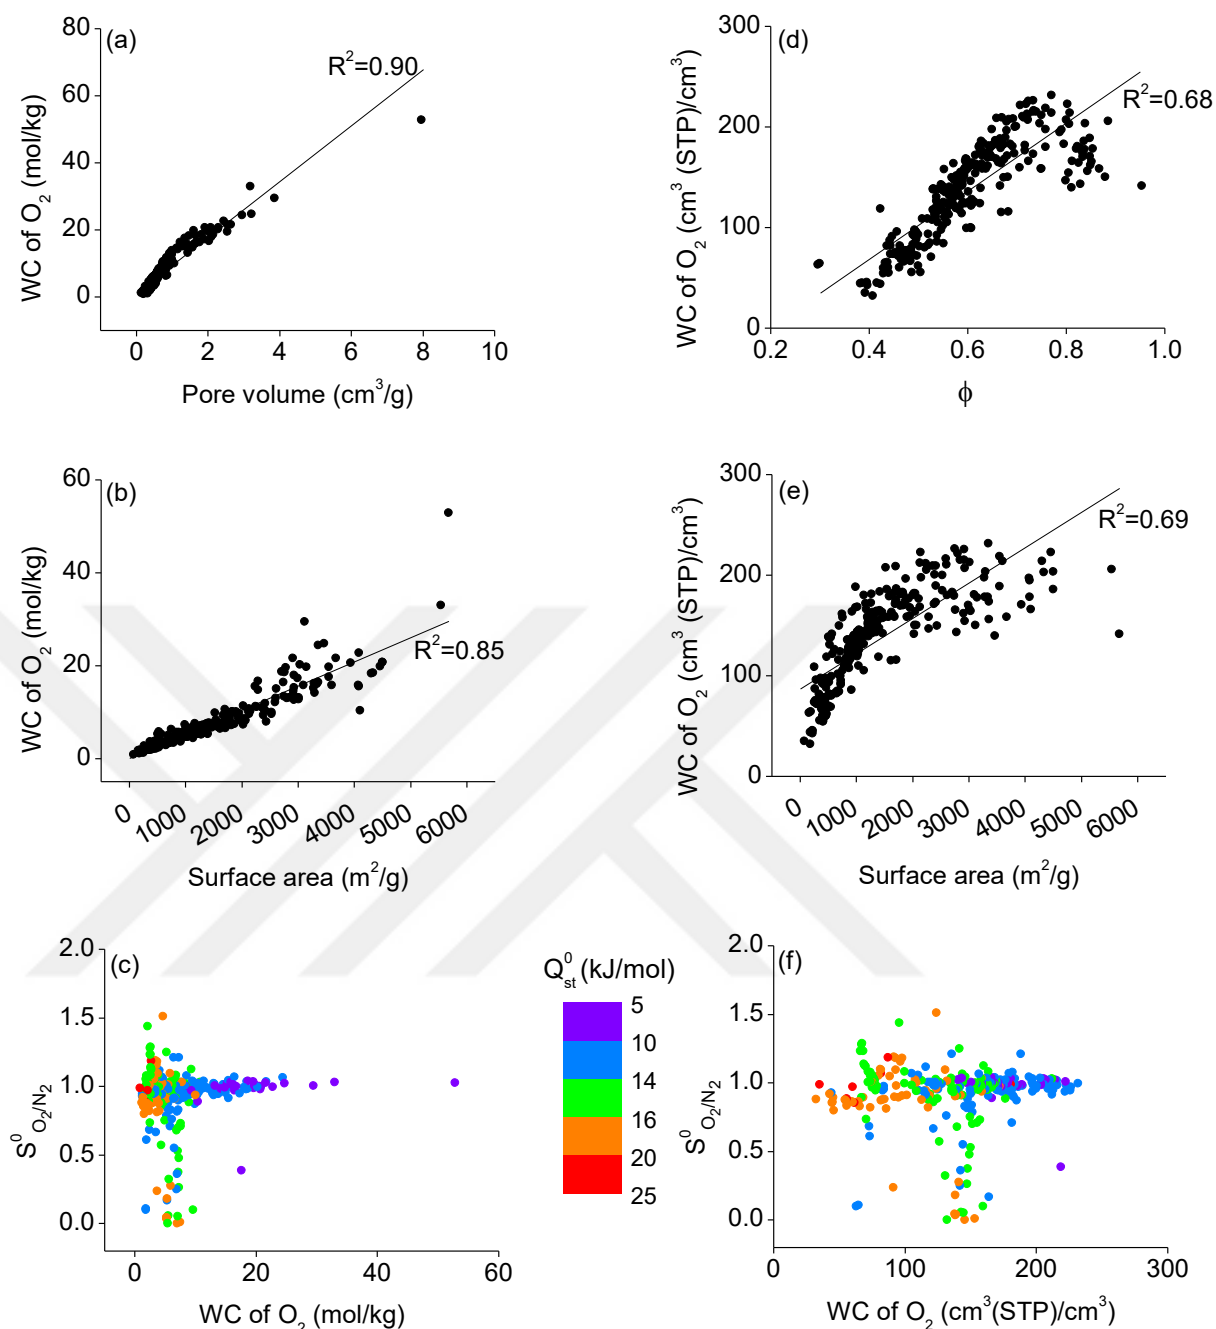 (a)
R²=0.90
WC of O₂ (mol/kg)
80
60
40
20
0
0 2 4 6 8 10
Pore volume (cm³/g)
(d)
R²=0.68
WC of O₂ (cm³ (STP)/cm³)
300
200
100
0
0.2 0.4 0.6 0.8 1.0
ϕ
(b)
R²=0.85
WC of O₂ (mol/kg)
60
40
20
0
0 1000 2000 3000 4000 5000 6000
Surface area (m²/g)
(e)
R²=0.69
WC of O₂ (cm³ (STP)/cm³)
300
200
100
0
0 1000 2000 3000 4000 5000 6000
Surface area (m²/g)
(c)
S⁰ O₂/N₂
2.0
1.5
1.0
0.5
0.0
0 20 40 60
WC of O₂ (mol/kg)
Q⁰st (kJ/mol)
5
10
14
16
20
25
(f)
S⁰ O₂/N₂
2.0
1.5
1.0
0.5
0.0
0 100 200 300
WC of O₂ (cm³(STP)/cm³)